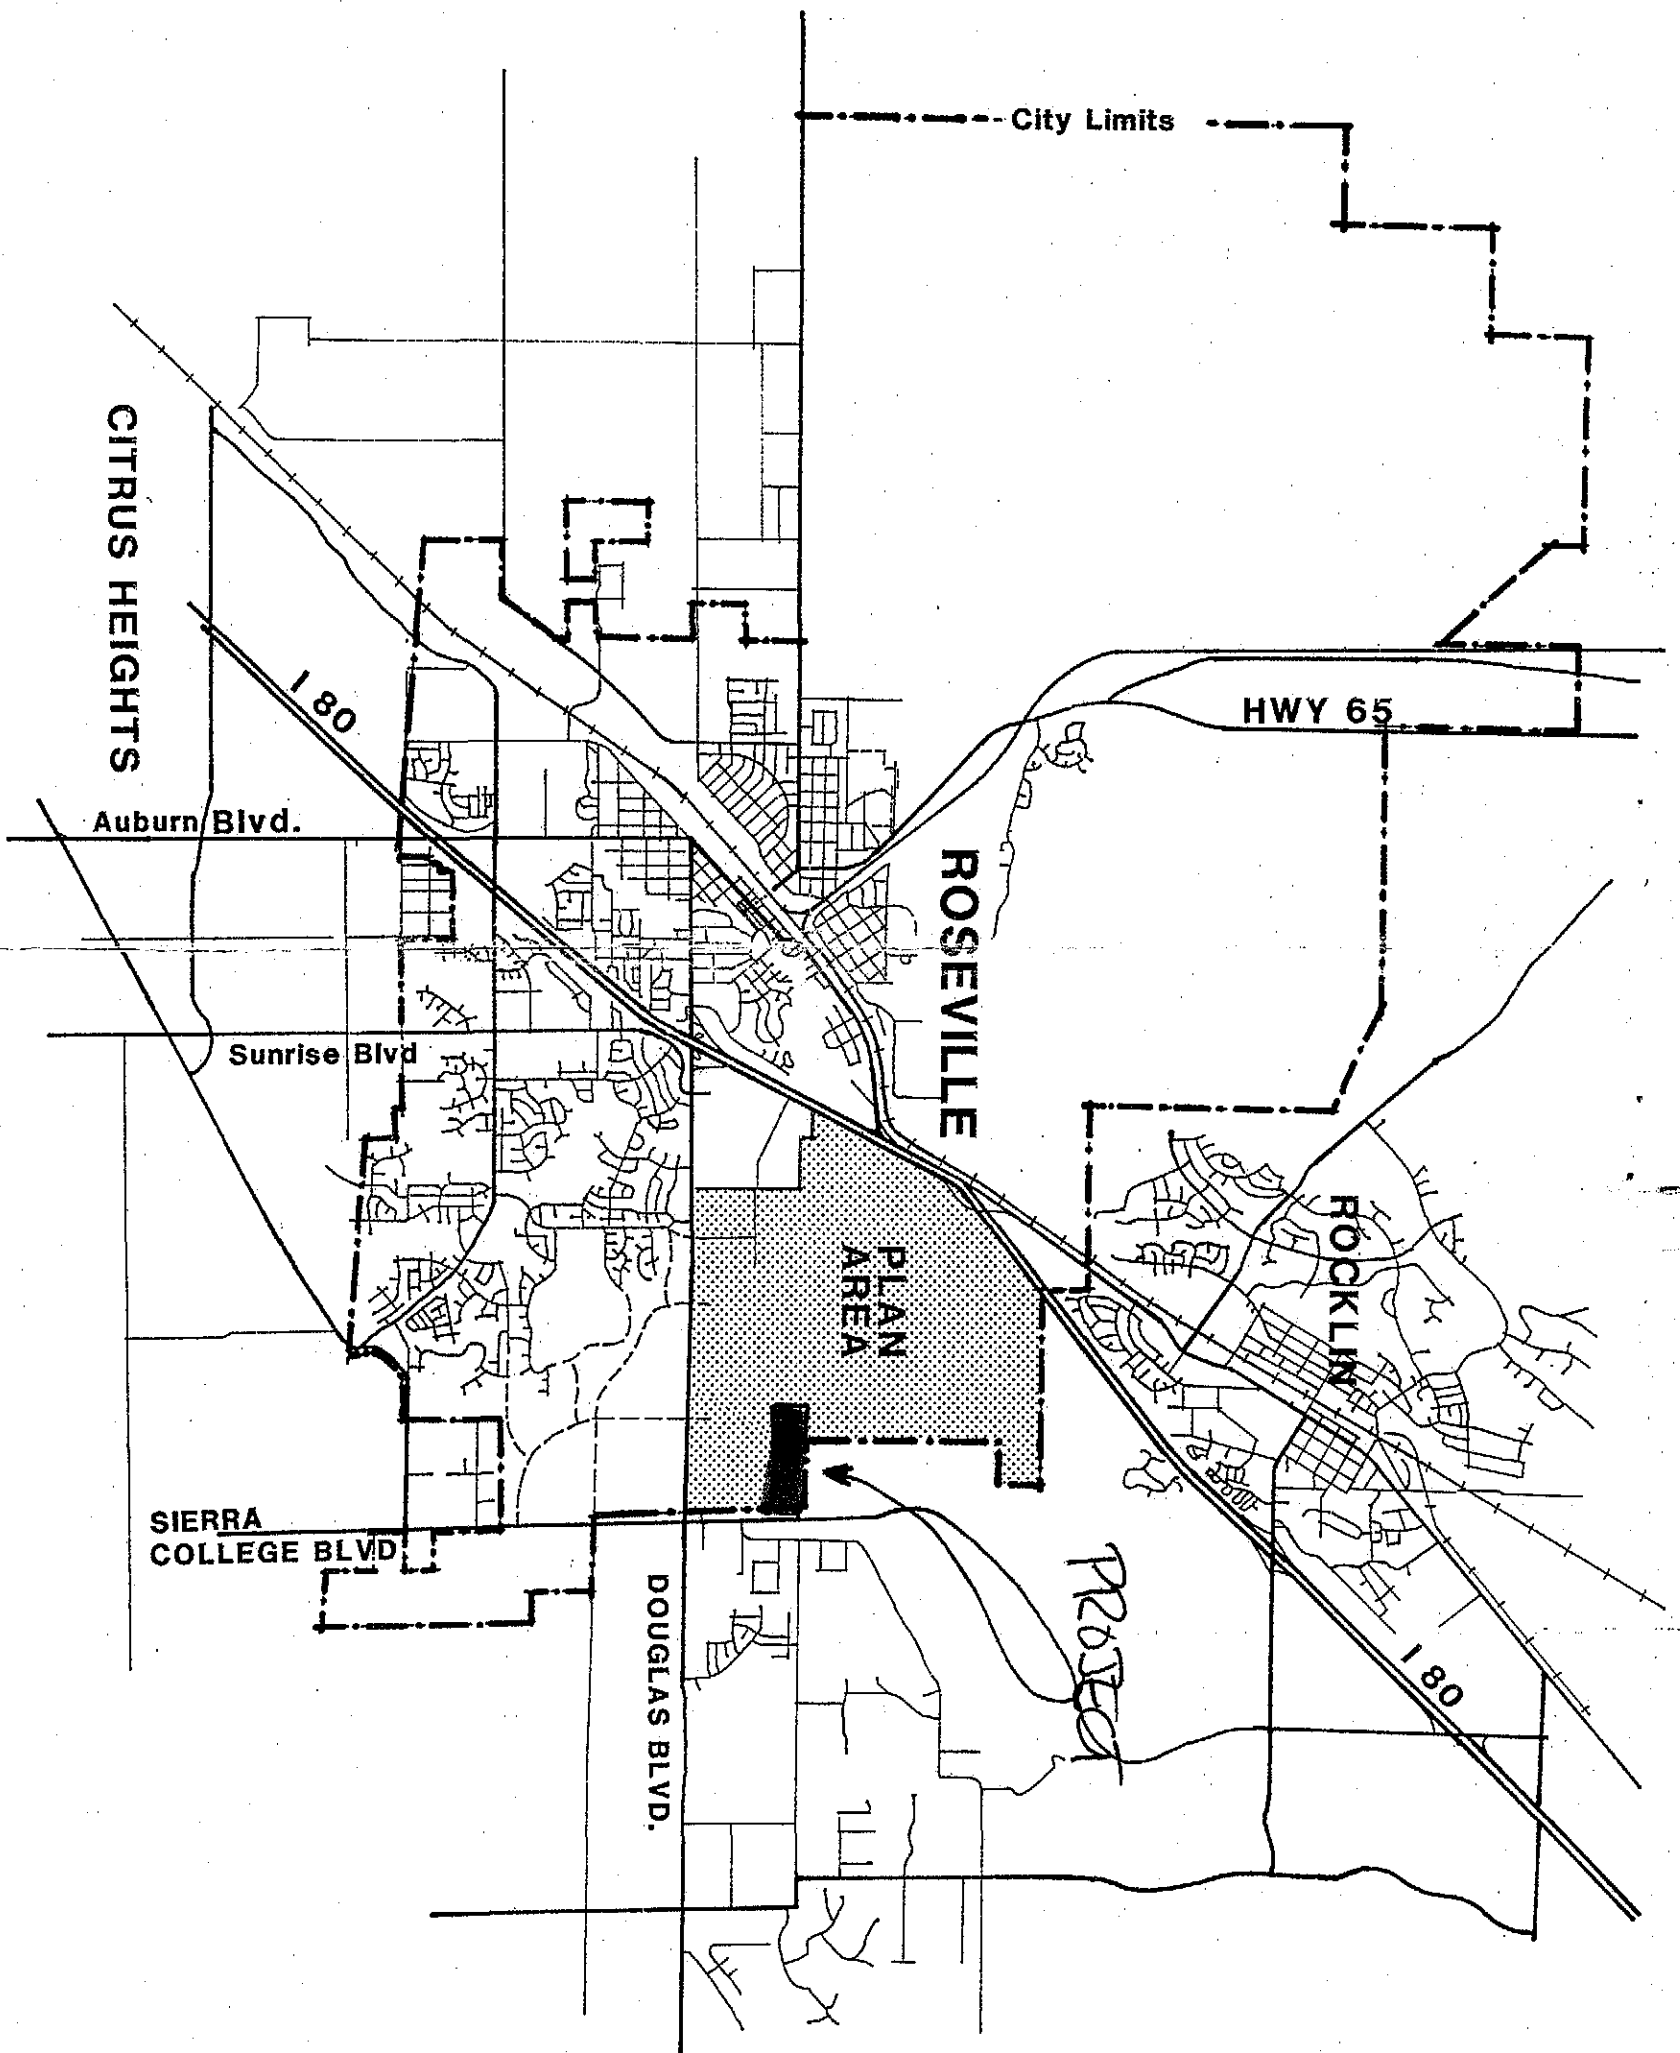 City Limits
CITRUS HEIGHTS
I 80
HWY 65
Auburn Blvd.
ROSEVILLE
Sunrise Blvd
ROCKLIN
PLAN
AREA
SIERRA
COLLEGE BLVD
DOUGLAS BLVD.
PROJECT
I 80